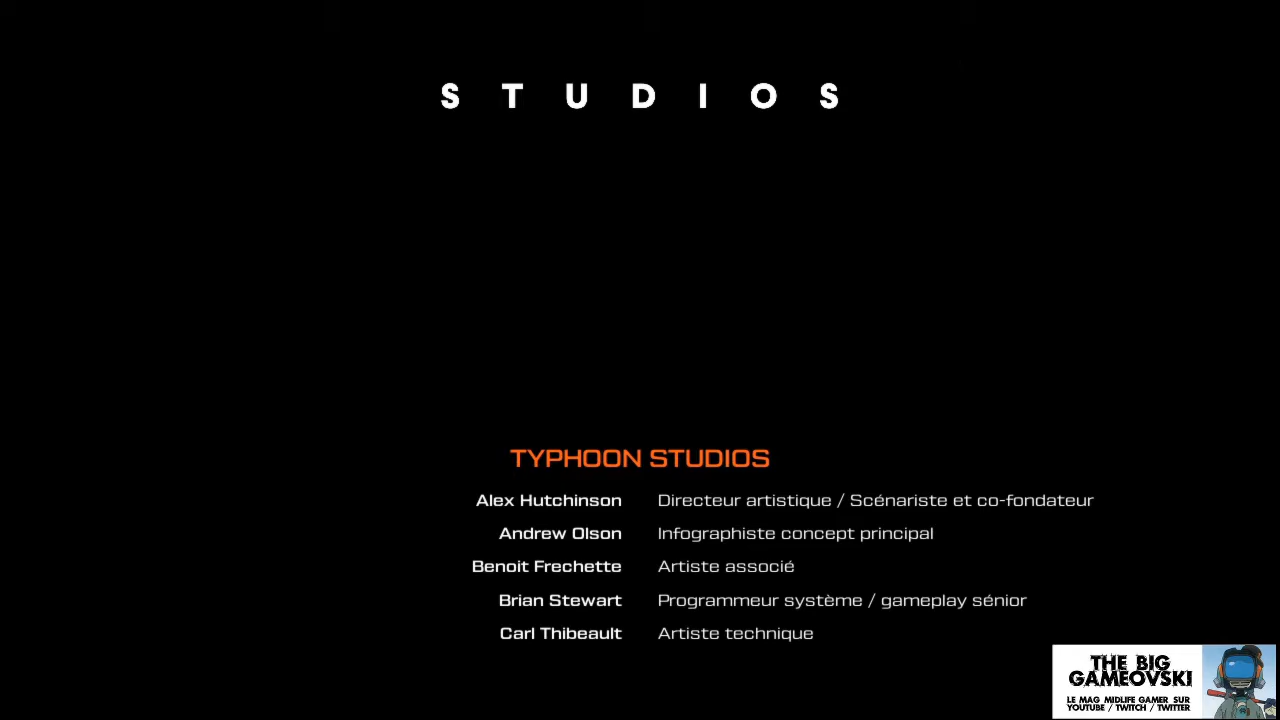 STUDIOS
TYPHOON STUDIOS
Alex Hutchinson Directeur artistique / Scénariste et co-fondateur
Andrew Olson Infographiste concept principal
Benoit Frechette Artiste associé
Brian Stewart Programmeur système / gameplay sénior
Carl Thibeault Artiste technique
THE BIG
GAMEOVSKI
LE MAG MIDLIFE GAMER SUR
YOUTUBE / TWITCH / TWITTER